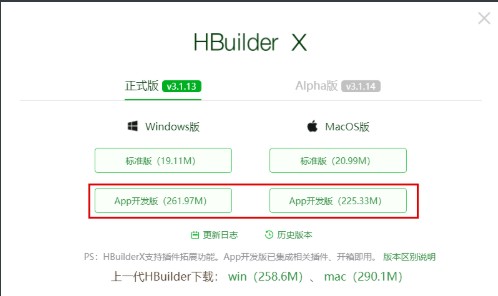 HBuilder X
正式版 v3.1.13 Alpha版 v3.1.14
Windows版 MacOS版
标准版（19.11M） 标准版（20.99M）
App开发版（261.97M） App开发版（225.33M）
更新日志 历史版本
PS：HBuilderX支持插件拓展功能。App开发版已集成相关插件、开箱即用。 版本区别说明
上一代HBuilder下载： win（258.6M）、 mac（290.1M）